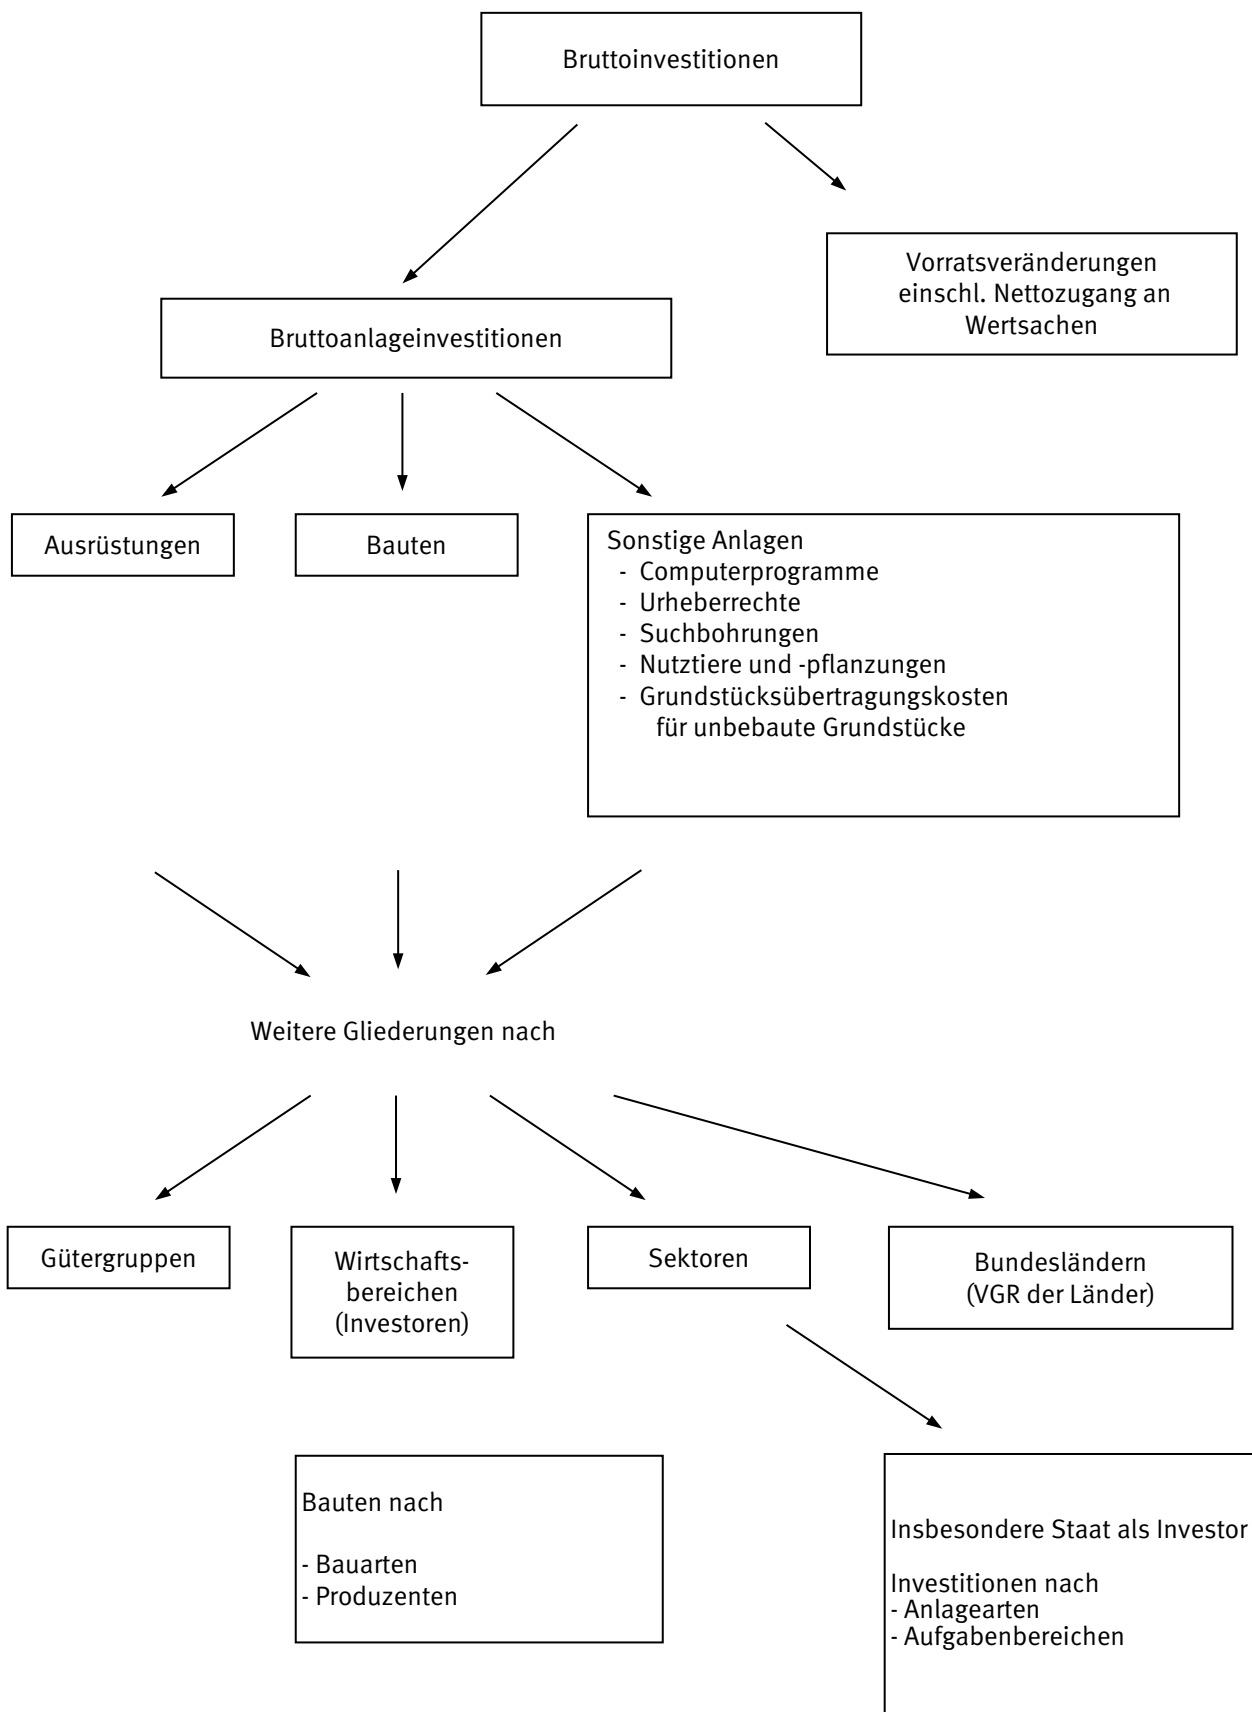 Bruttoinvestitionen
Vorratsveränderungen
einschl. Nettozugang an
Wertsachen
Bruttoanlageinvestitionen
Ausrüstungen
Bauten
Sonstige Anlagen
- Computerprogramme
- Urheberrechte
- Suchbohrungen
- Nutztiere und -pflanzungen
- Grundstücksübertragungskosten
für unbebaute Grundstücke
Weitere Gliederungen nach
Gütergruppen
Wirtschafts-
bereichen
(Investoren)
Sektoren
Bundesländern
(VGR der Länder)
Bauten nach
- Bauarten
- Produzenten
Insbesondere Staat als Investor
Investitionen nach
- Anlagearten
- Aufgabenbereichen